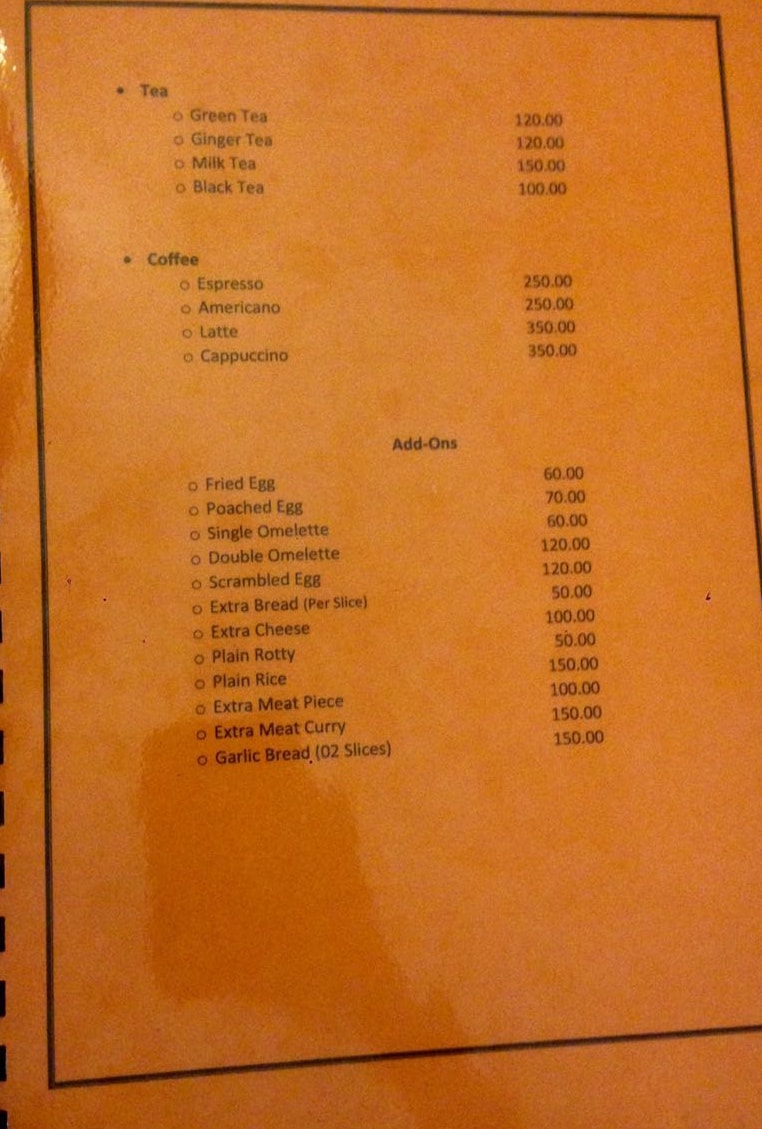 • Tea
o Green Tea 120.00
o Ginger Tea 120.00
o Milk Tea 150.00
o Black Tea 100.00
• Coffee
o Espresso 250.00
o Americano 250.00
o Latte 350.00
o Cappuccino 350.00
Add-Ons
o Fried Egg 60.00
o Poached Egg 70.00
o Single Omelette 60.00
o Double Omelette 120.00
o Scrambled Egg 120.00
o Extra Bread (Per Slice) 50.00
o Extra Cheese 100.00
o Plain Rotty 50.00
o Plain Rice 150.00
o Extra Meat Piece 100.00
o Extra Meat Curry 150.00
o Garlic Bread (02 Slices) 150.00